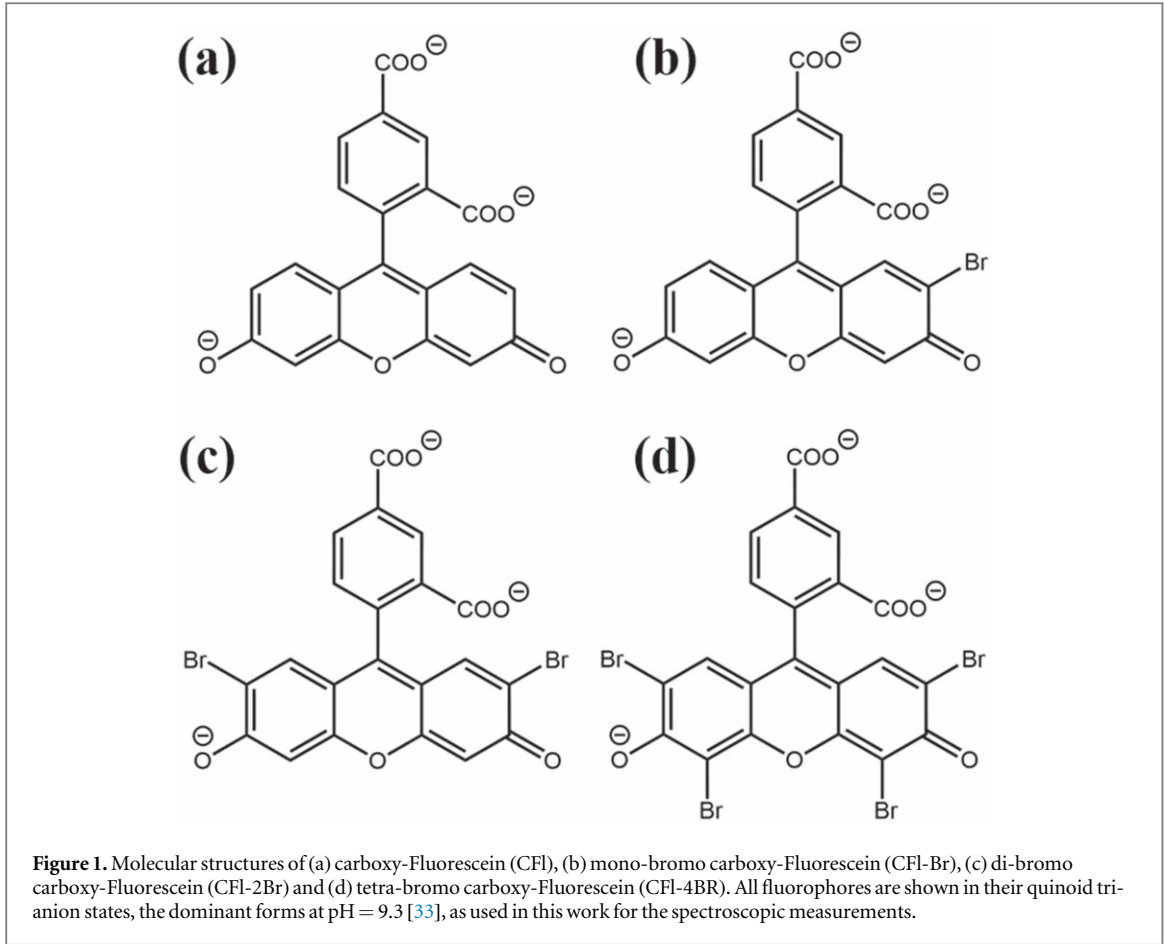 (a)
COO⊖
COO⊖
⊖
O
O
O
(b)
COO⊖
COO⊖
Br
⊖
O
O
O
(c)
COO⊖
COO⊖
Br
Br
⊖
O
O
O
(d)
COO⊖
COO⊖
Br
Br
⊖
O
O
O
Br
Br
Figure 1. Molecular structures of (a) carboxy-Fluorescein (CFl), (b) mono-bromo carboxy-Fluorescein (CFl-Br), (c) di-bromo
carboxy-Fluorescein (CFl-2Br) and (d) tetra-bromo carboxy-Fluorescein (CFl-4BR). All fluorophores are shown in their quinoid tri-
anion states, the dominant forms at pH = 9.3 [33], as used in this work for the spectroscopic measurements.